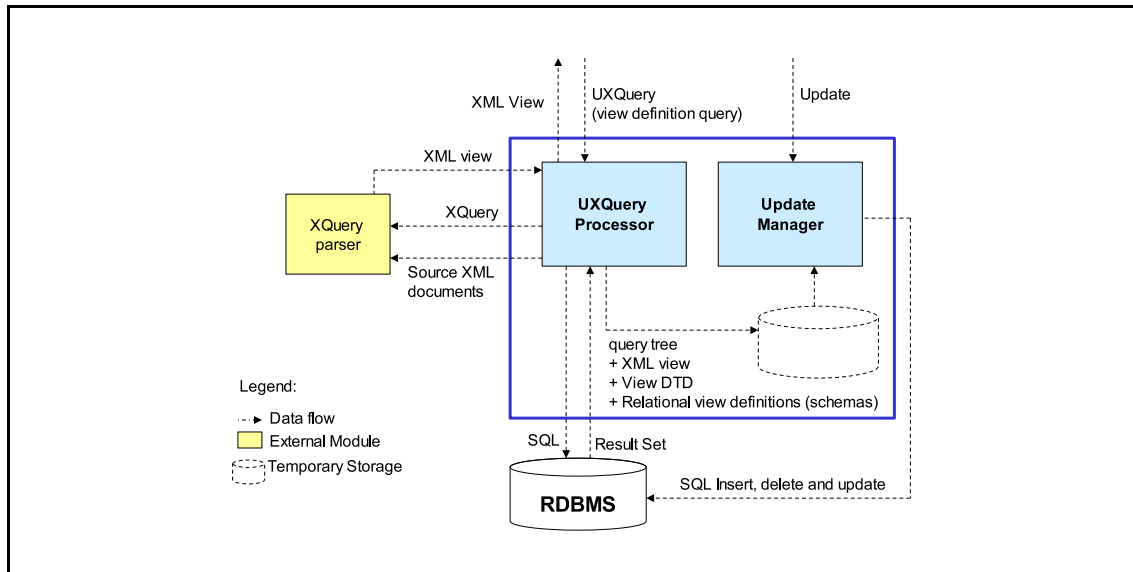 XML View
UXQuery
(view definition query)
Update
XML view
XQuery
parser
XQuery
Source XML
documents
UXQuery
Processor
Update
Manager
query tree
+ XML view
+ View DTD
+ Relational view definitions (schemas)
Legend:
Data flow
External Module
Temporary Storage
SQL
Result Set
RDBMS
SQL Insert, delete and update